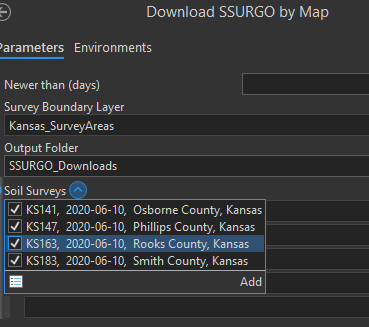 Download SSURGO by Map
Parameters Environments
Newer than (days)
Survey Boundary Layer
Kansas_SurveyAreas
Output Folder
SSURGO_Downloads
Soil Surveys
KS141, 2020-06-10, Osborne County, Kansas
KS147, 2020-06-10, Phillips County, Kansas
KS163, 2020-06-10, Rooks County, Kansas
KS183, 2020-06-10, Smith County, Kansas
Add